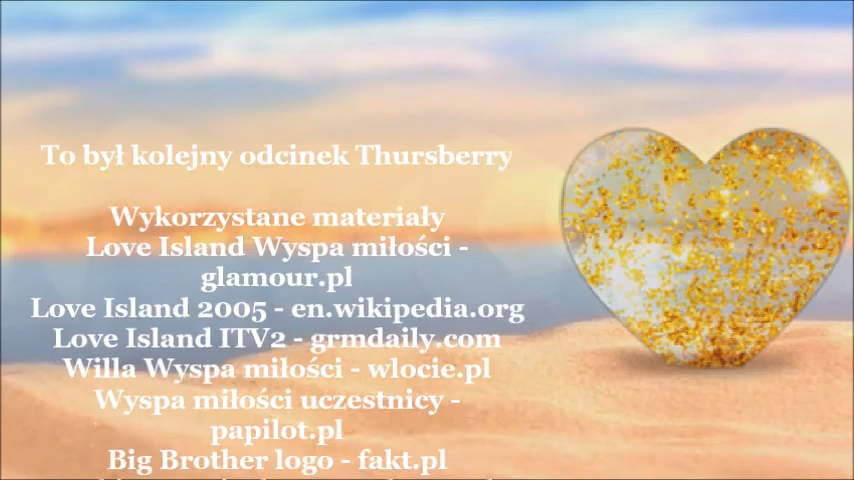 To był kolejny odcinek Thursberry
Wykorzystane materiały
Love Island Wyspa miłości -
glamour.pl
Love Island 2005 - en.wikipedia.org
Love Island ITV2 - grmdaily.com
Willa Wyspa miłości - wlocie.pl
Wyspa miłości uczestnicy -
papilot.pl
Big Brother logo - fakt.pl